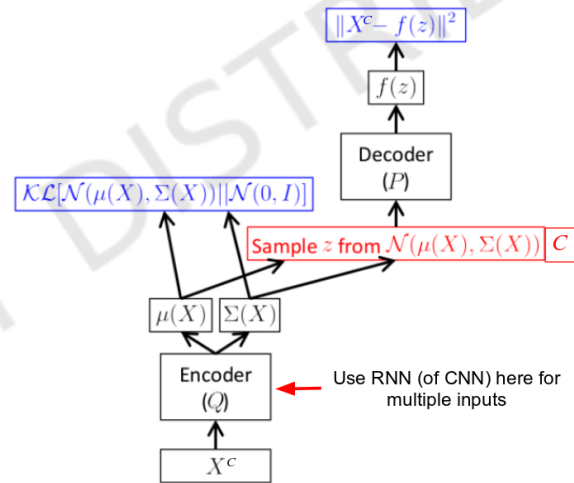 ‖X^C − f(z)‖²
f(z)
Decoder
(P)
𝒦ℒ[𝒩(μ(X), Σ(X))||𝒩(0, I)]
Sample z from 𝒩(μ(X), Σ(X)) C
μ(X) Σ(X)
Encoder
(Q)
Use RNN (of CNN) here for
multiple inputs
X^C